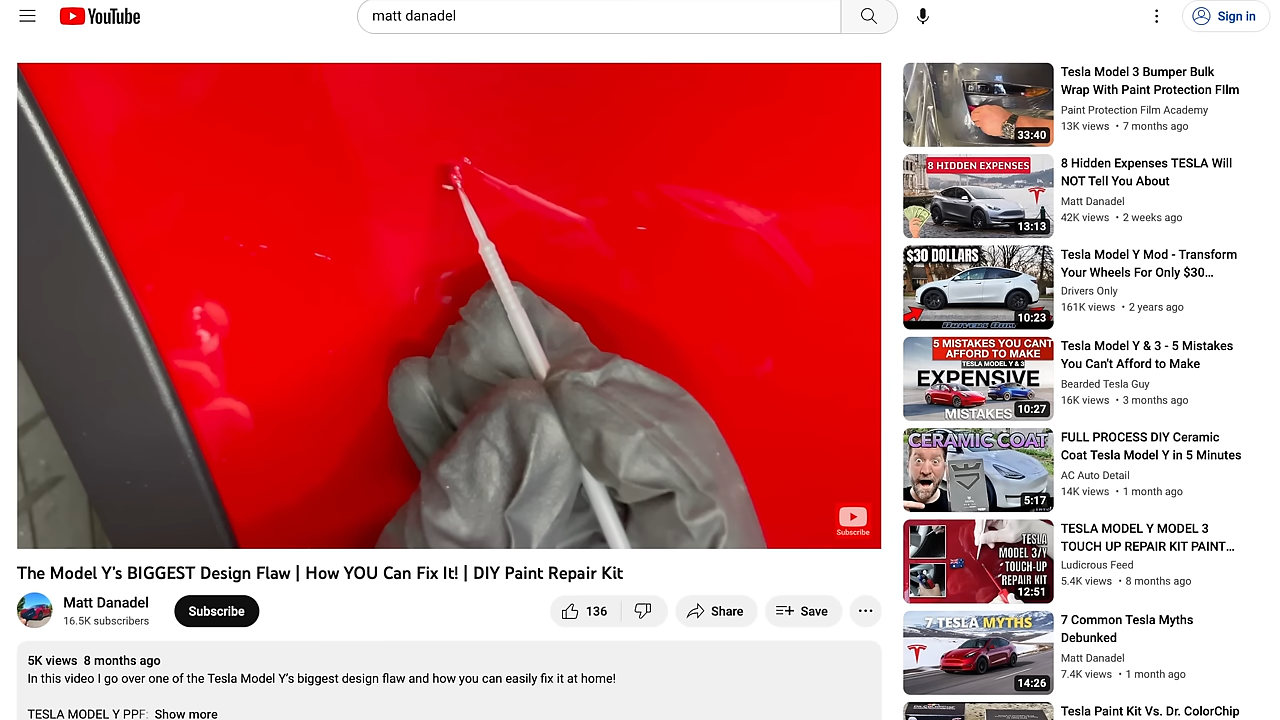 YouTube
matt danadel
Sign in
Subscribe
The Model Y's BIGGEST Design Flaw | How YOU Can Fix It! | DIY Paint Repair Kit
Matt Danadel
16.5K subscribers
Subscribe
136
Share
Save
5K views 8 months ago
In this video I go over one of the Tesla Model Y's biggest design flaw and how you can easily fix it at home!
TESLA MODEL Y PPF: Show more
33:40
Tesla Model 3 Bumper Bulk
Wrap With Paint Protection FIlm
Paint Protection Film Academy
13K views • 7 months ago
8 HIDDEN EXPENSES
13:13
8 Hidden Expenses TESLA Will
NOT Tell You About
Matt Danadel
42K views • 2 weeks ago
$30 DOLLARS
DRIVERS ONLY
10:23
Tesla Model Y Mod - Transform
Your Wheels For Only $30...
Drivers Only
161K views • 2 years ago
5 MISTAKES YOU CAN'T
AFFORD TO MAKE
TESLA MODEL Y & 3
EXPENSIVE
MISTAKES
10:27
Tesla Model Y & 3 - 5 Mistakes
You Can't Afford to Make
Bearded Tesla Guy
16K views • 3 months ago
CERAMIC COAT
5:17
FULL PROCESS DIY Ceramic
Coat Tesla Model Y in 5 Minutes
AC Auto Detail
14K views • 1 month ago
TESLA
MODEL 3/Y
TOUCH-UP
REPAIR KIT
12:51
TESLA MODEL Y MODEL 3
TOUCH UP REPAIR KIT PAINT...
Ludicrous Feed
5.4K views • 8 months ago
7 TESLA MYTHS
14:26
7 Common Tesla Myths
Debunked
Matt Danadel
7.4K views • 1 month ago
Tesla Paint Kit Vs. Dr. ColorChip